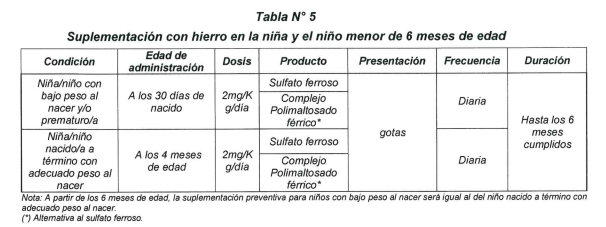 Tabla N° 5
Suplementación con hierro en la niña y el niño menor de 6 meses de edad
Condición
Edad de administración
Dosis
Producto
Presentación
Frecuencia
Duración
Niña/niño con
bajo peso al
nacer y/o
prematuro/a
A los 30 días de
nacido
2mg/K
g/día
Sulfato ferroso
Complejo
Polimaltosado
férrico*
gotas
Diaria
Hasta los 6
meses
cumplidos
Niña/niño
nacido/a a
término con
adecuado peso al
nacer
A los 4 meses
de edad
2mg/K
g/día
Sulfato ferroso
Complejo
Polimaltosado
férrico*
Diaria
Nota: A partir de los 6 meses de edad, la suplementación preventiva para niños con bajo peso al nacer será igual al del niño nacido a término con
adecuado peso al nacer.
(*) Alternativa al sulfato ferroso.